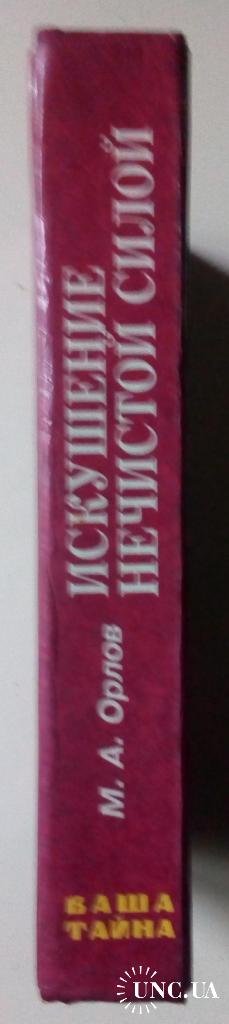 М. А. Орлов
ИСКУШЕНИЕ
НЕЧИСТОЙ СИЛОЙ
ВАША
ТАЙНА
UNC.UA